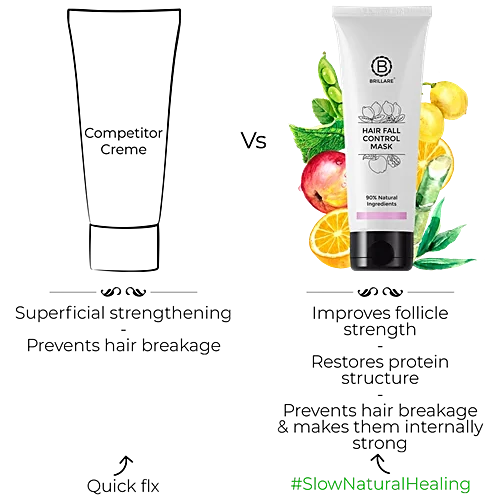 Competitor
Creme
Vs
B
BRILLARE
HAIR FALL
CONTROL
MASK
90% Natural
Ingredients
Superficial strengthening
-
Prevents hair breakage
Quick fIx
Improves follicle
strength
-
Restores protein
structure
-
Prevents hair breakage
& makes them internally
strong
#SlowNaturalHealing